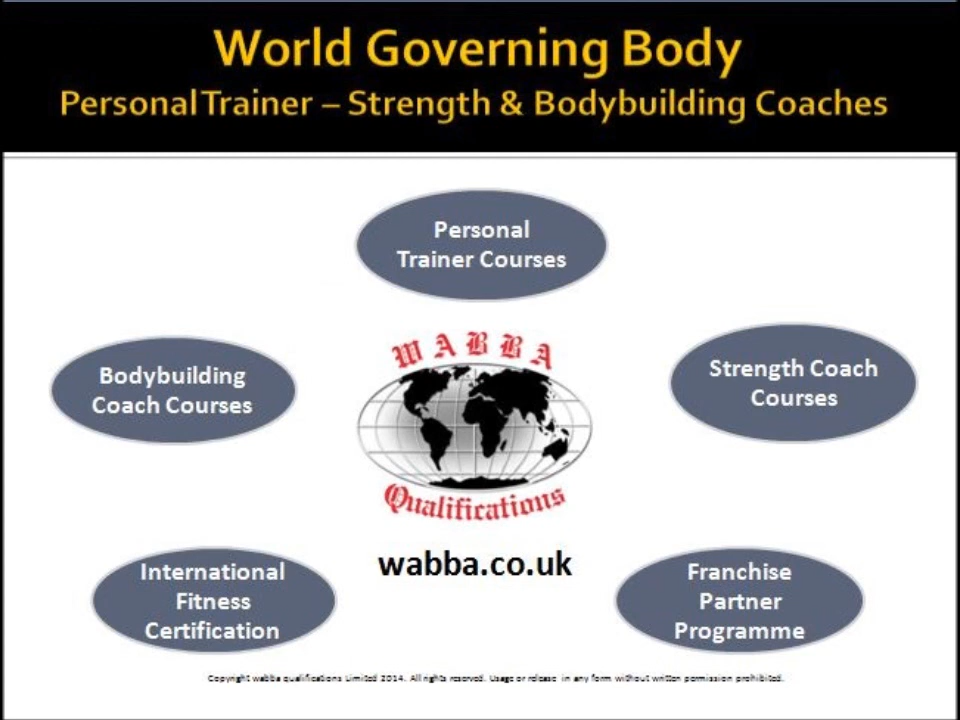 World Governing Body
Personal Trainer – Strength & Bodybuilding Coaches
Personal
Trainer Courses
Bodybuilding
Coach Courses
WABBA
Qualifications
wabba.co.uk
Strength Coach
Courses
International
Fitness
Certification
Franchise
Partner
Programme
Copyright wabba qualifications Limited 2014. All rights reserved. Usage or release in any form without written permission prohibited.